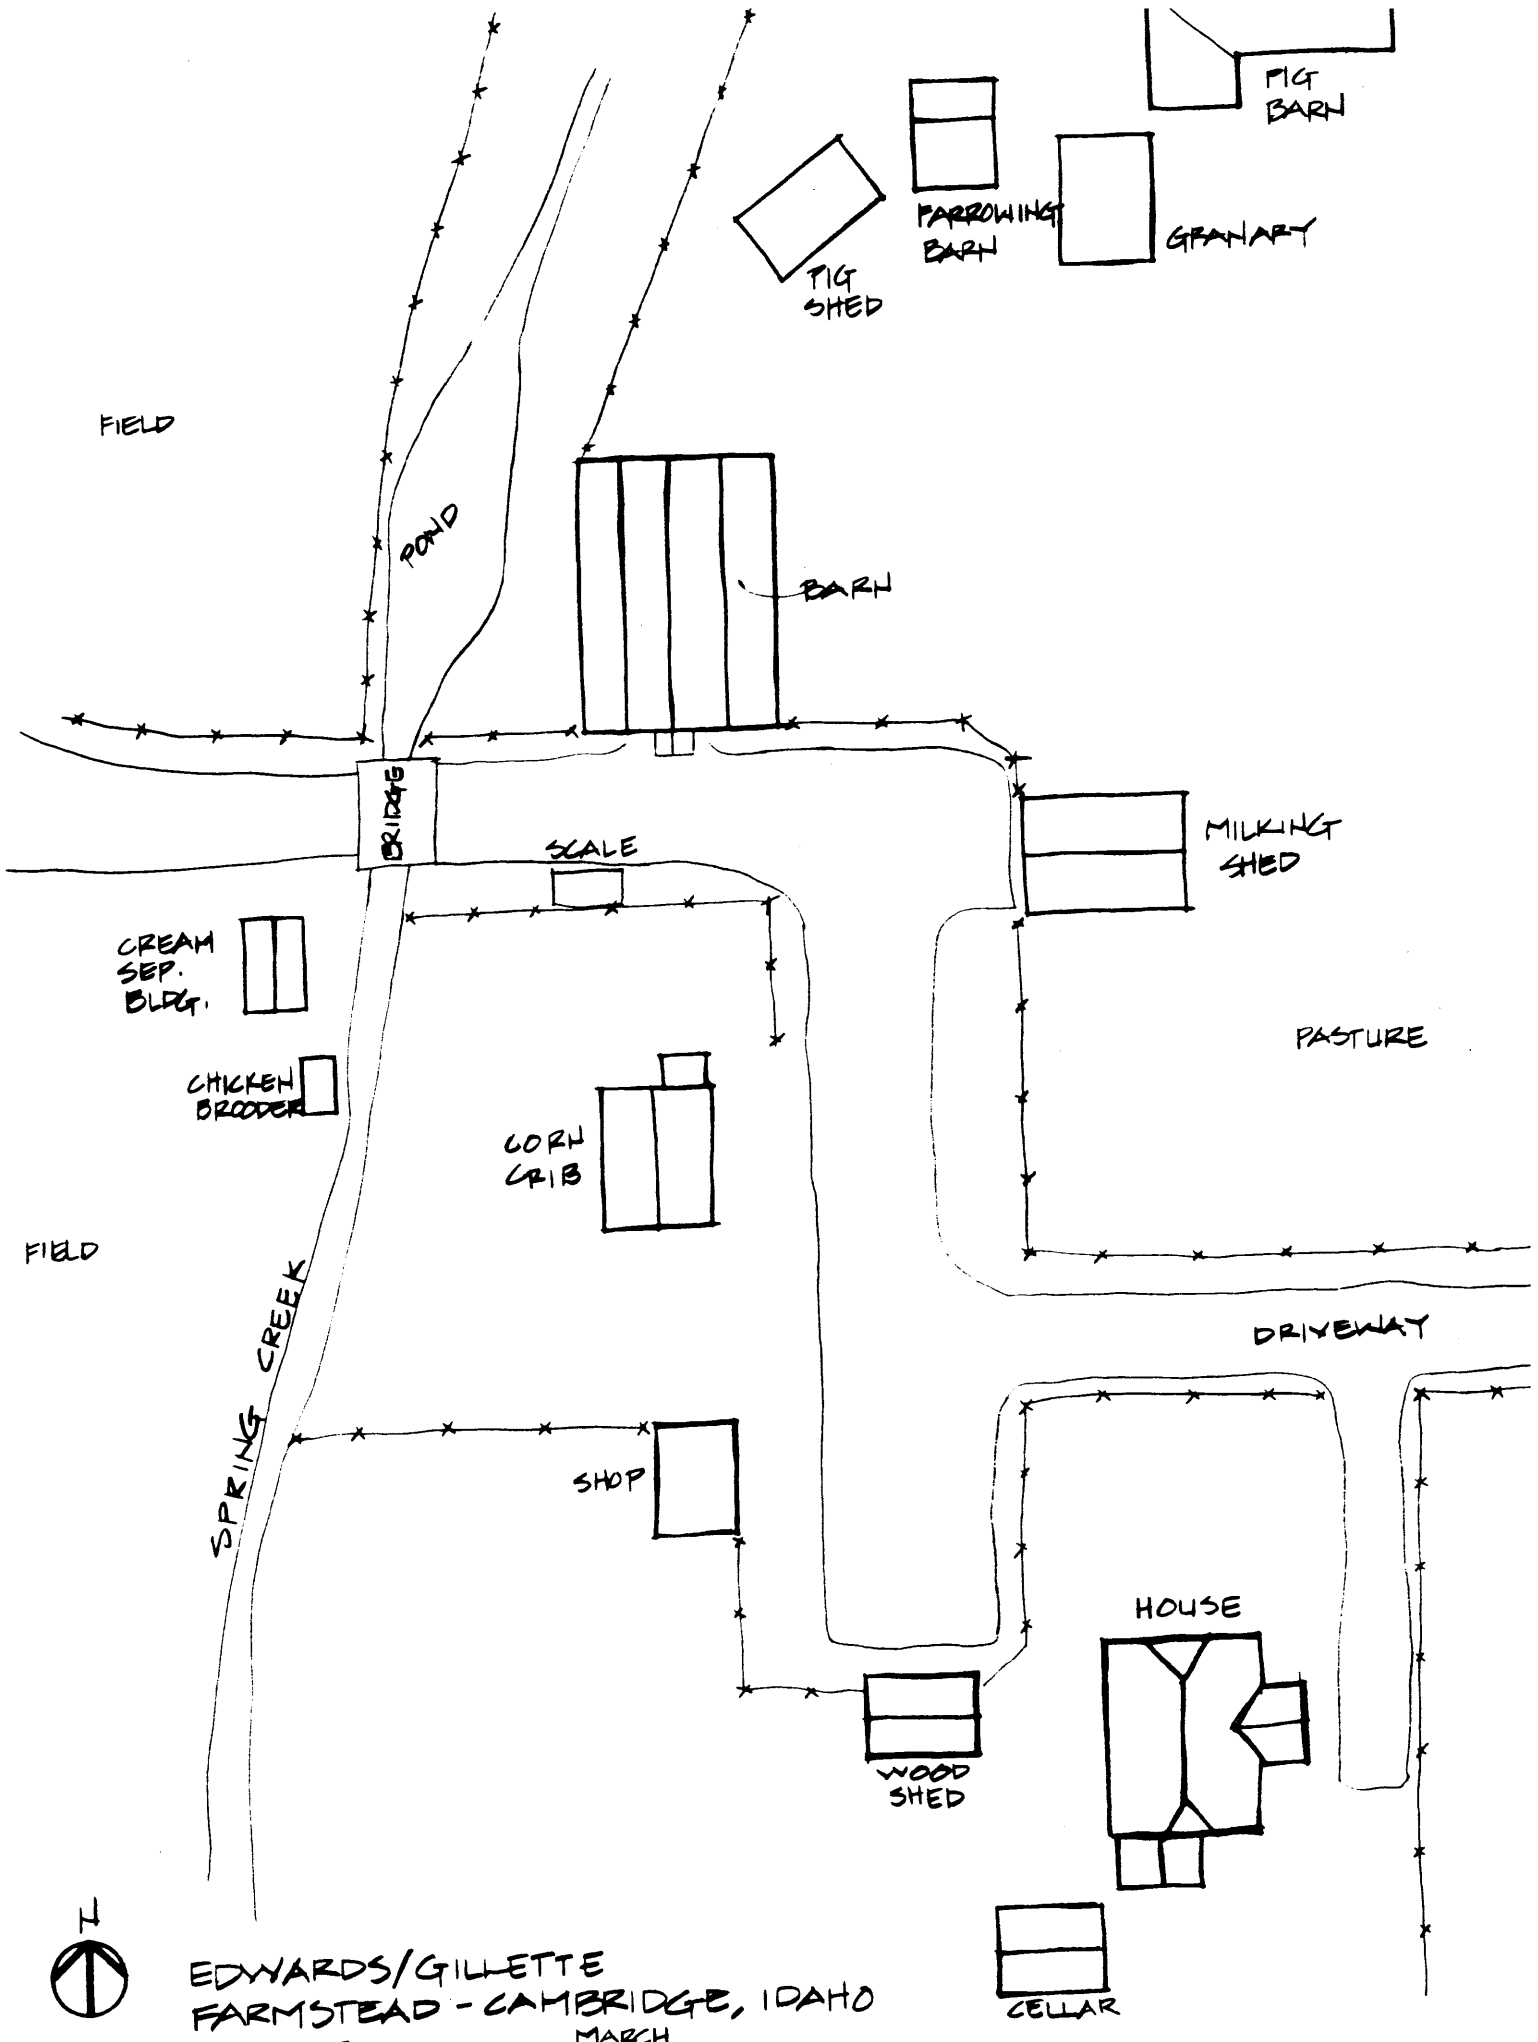 PIG
BARN
FARROWING
BARN
GRANARY
PIG
SHED
FIELD
POND
BARN
BRIDGE
SCALE
MILKING
SHED
CREAM
SEP.
BLDG.
CHICKEN
BROODER
PASTURE
CORN
CRIB
FIELD
SPRING CREEK
DRIVEWAY
SHOP
HOUSE
WOOD
SHED
CELLAR
N
EDWARDS/GILLETTE
FARMSTEAD - CAMBRIDGE, IDAHO
MARCH